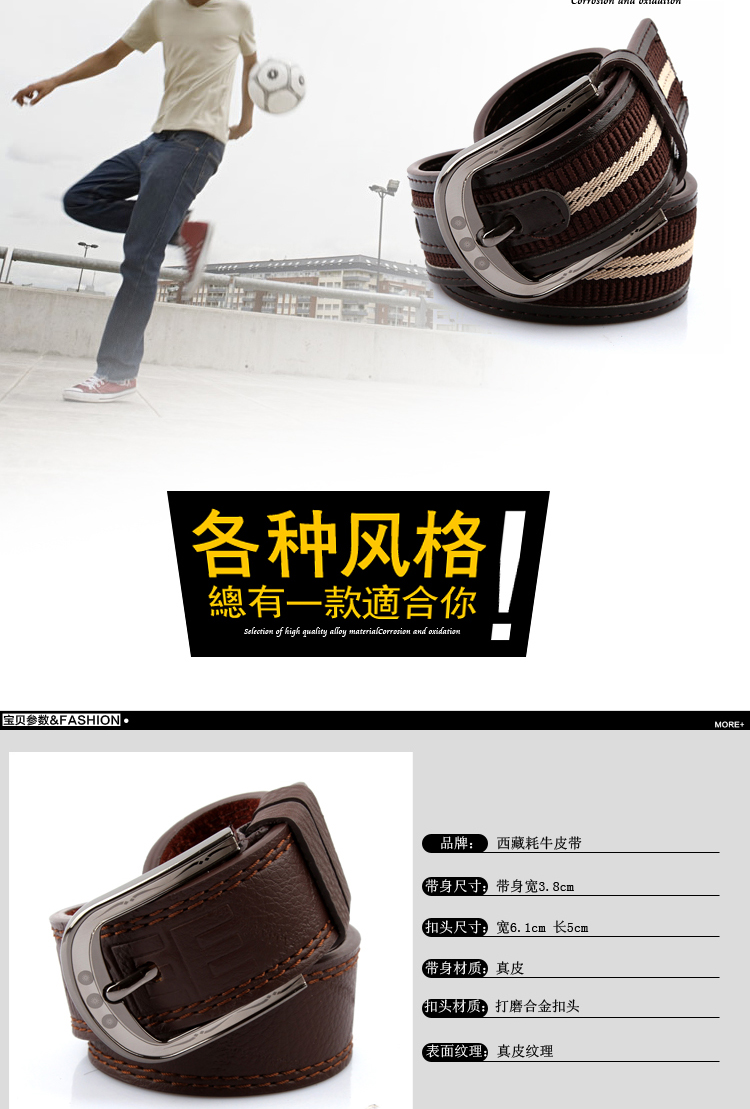 Corrosion and oxidation
各种风格
總有一款適合你
!
Selection of high quality alloy materialCorrosion and oxidation
宝贝参数&FASHION
MORE+
品牌: 西藏耗牛皮带
带身尺寸: 带身宽3.8cm
扣头尺寸: 宽6.1cm 长5cm
带身材质: 真皮
扣头材质: 打磨合金扣头
表面纹理: 真皮纹理